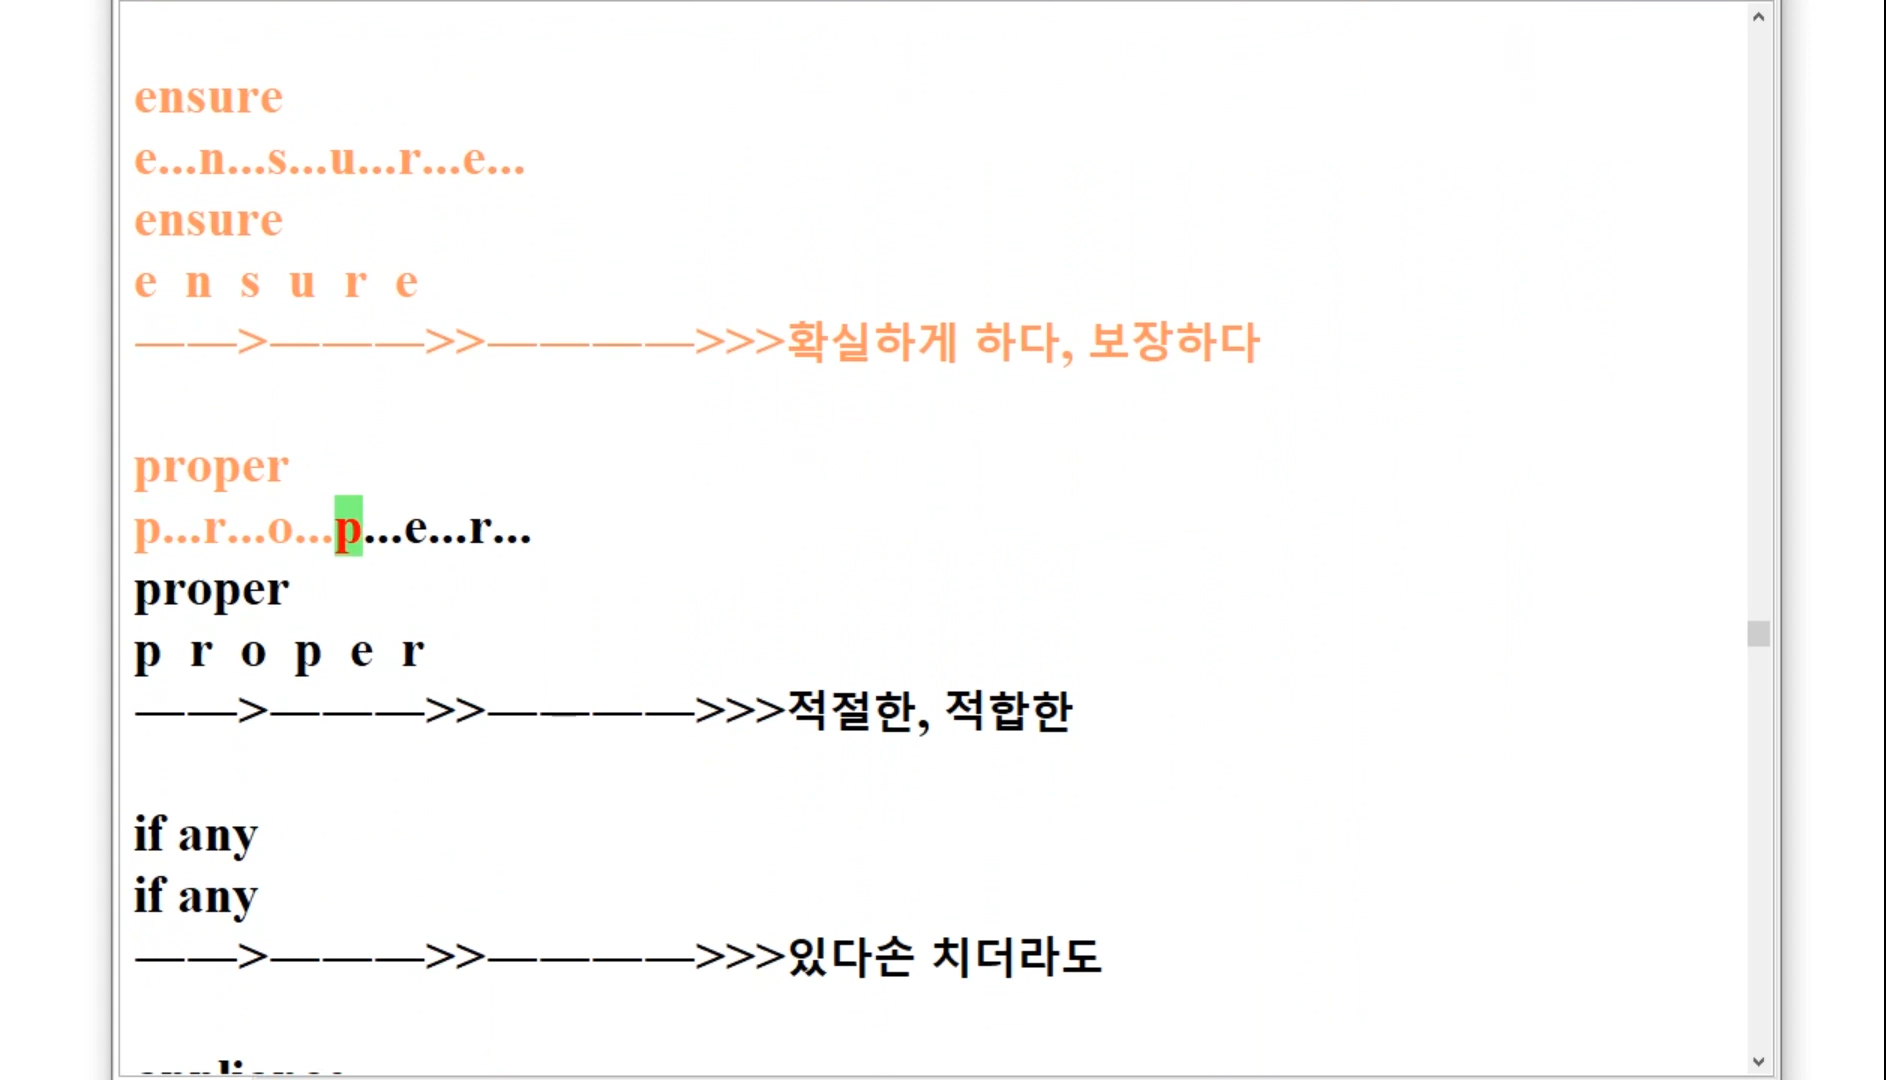 ensure
e...n...s...u...r...e...
ensure
e n s u r e
——>———>>————>>>확실하게 하다, 보장하다
proper
p...r...o...p...e...r...
proper
p r o p e r
——>———>>————>>>적절한, 적합한
if any
if any
——>———>>————>>>있다손 치더라도